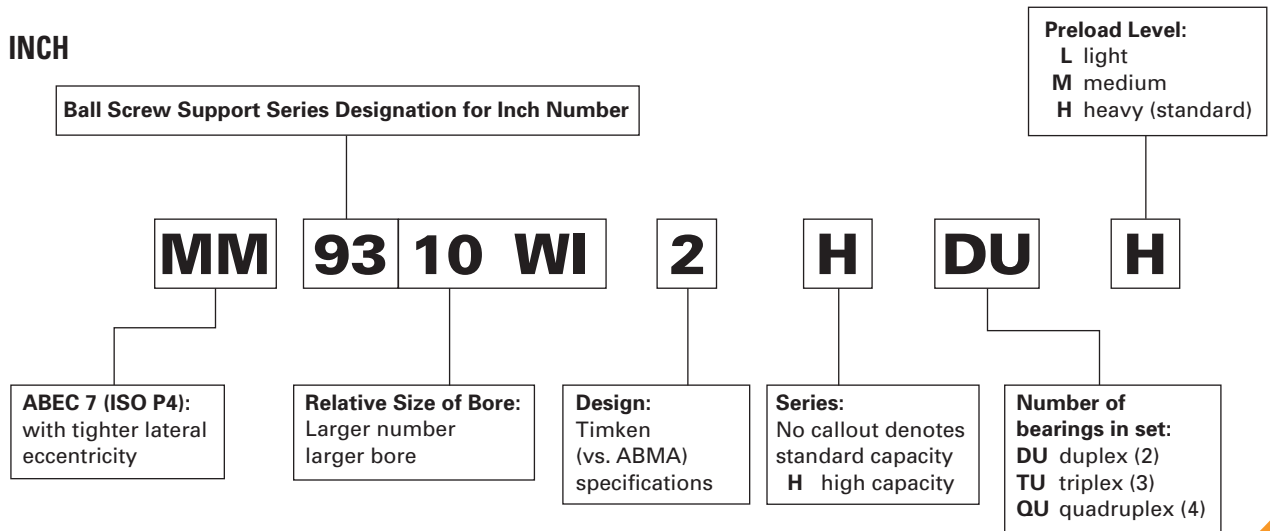 INCH
Preload Level:
L light
M medium
H heavy (standard)
Ball Screw Support Series Designation for Inch Number
MM 93 10 WI 2 H DU H
ABEC 7 (ISO P4):
with tighter lateral
eccentricity
Relative Size of Bore:
Larger number
larger bore
Design:
Timken
(vs. ABMA)
specifications
Series:
No callout denotes
standard capacity
H high capacity
Number of
bearings in set:
DU duplex (2)
TU triplex (3)
QU quadruplex (4)